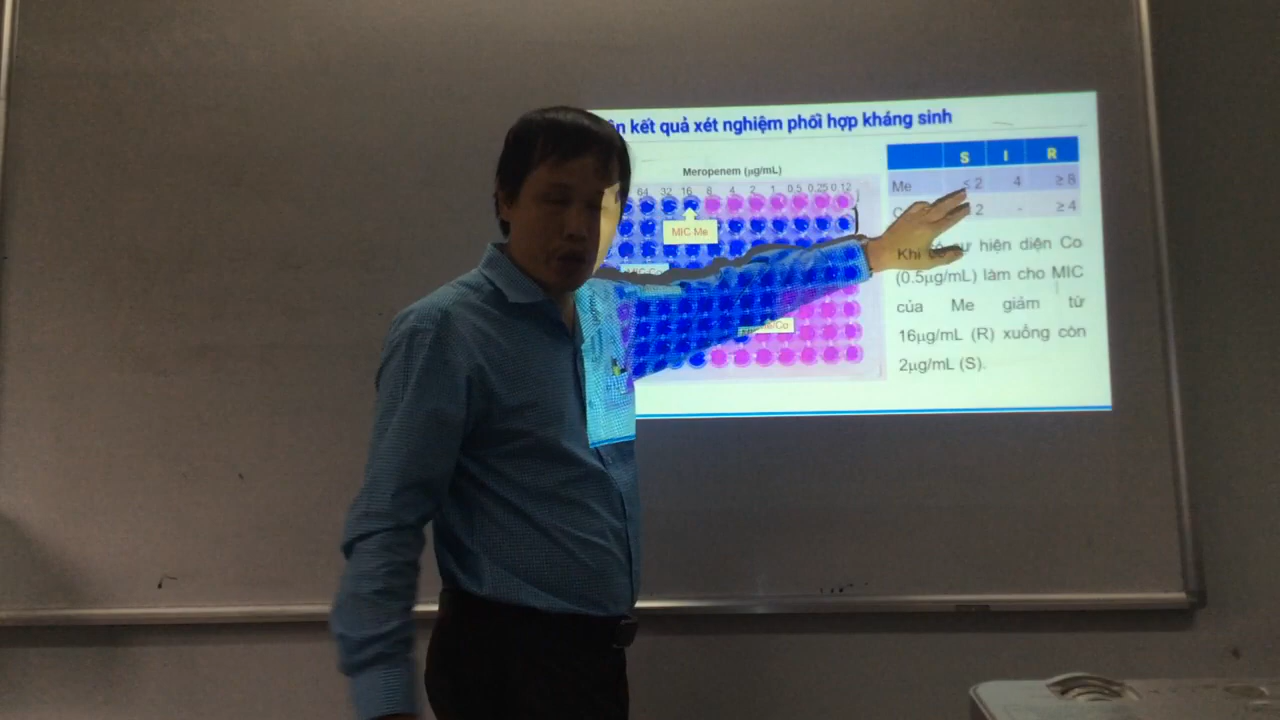 kết quả xét nghiệm phối hợp kháng sinh
Meropenem (µg/mL)
64 32 16 8 4 2 1 0.5 0.25 0.12
MIC Me
S I R
Me ≤ 2 4 ≥ 8
2 - ≥ 4
Khi có sự hiện diện Co
(0.5µg/mL) làm cho MIC
của Me giảm từ
16µg/mL (R) xuống còn
2µg/mL (S).